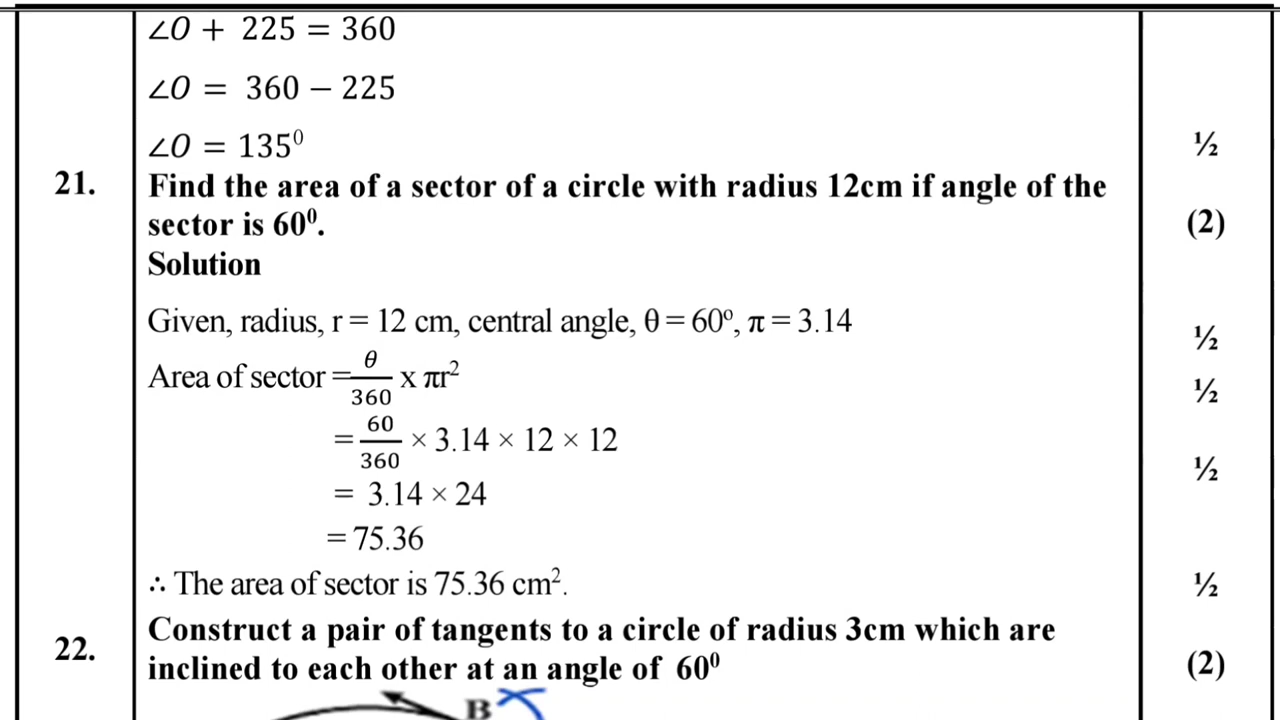 ∠O + 225 = 360
∠O = 360 − 225
∠O = 135⁰
½
21. Find the area of a sector of a circle with radius 12cm if angle of the
sector is 60⁰.
(2)
Solution
Given, radius, r = 12 cm, central angle, θ = 60º, π = 3.14
½
Area of sector = θ/360 x πr²
½
= 60/360 × 3.14 × 12 × 12
½
= 3.14 × 24
= 75.36
∴ The area of sector is 75.36 cm².
½
22. Construct a pair of tangents to a circle of radius 3cm which are
inclined to each other at an angle of 60⁰
(2)
B